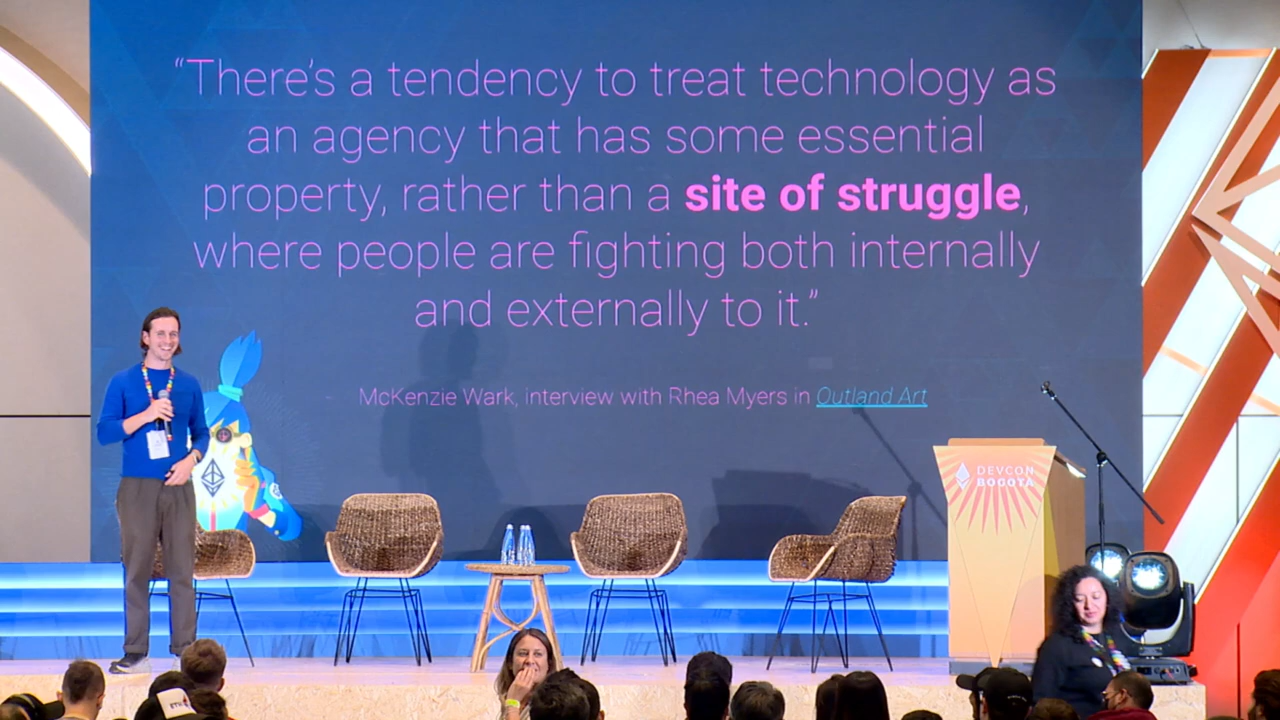 “There’s a tendency to treat technology as
an agency that has some essential
property, rather than a site of struggle,
where people are fighting both internally
and externally to it.”
McKenzie Wark, interview with Rhea Myers in Outland Art
DEVCON
BOGOTA